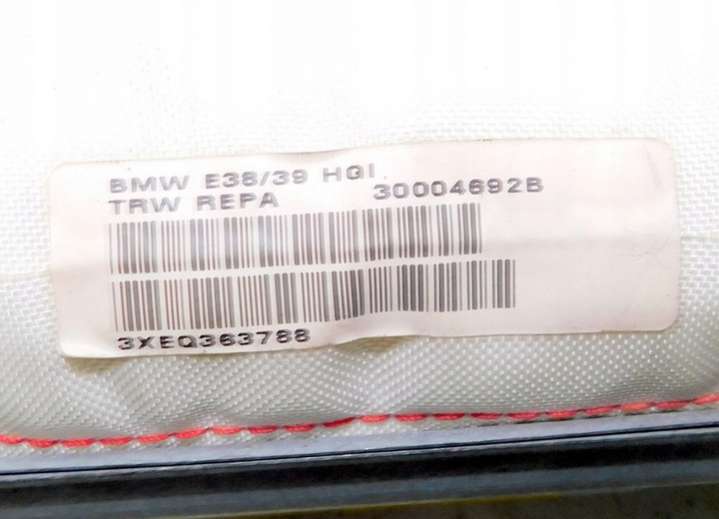 BMW E38/39 HGI
TRW REPA 30004692B
3XEQ363788